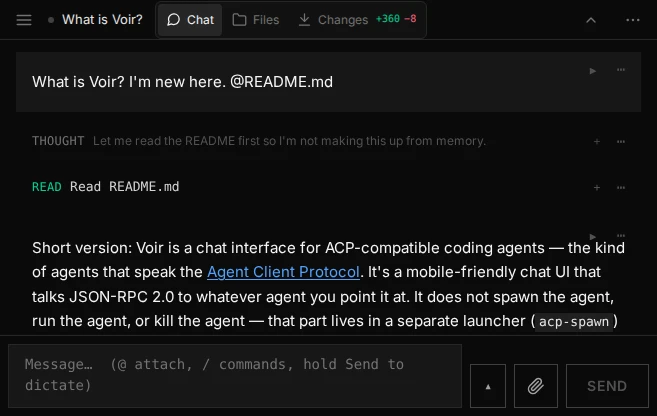 What is Voir?
Chat
Files
Changes +360 −8
What is Voir? I'm new here. @README.md
THOUGHT Let me read the README first so I'm not making this up from memory.
READ Read README.md
Short version: Voir is a chat interface for ACP-compatible coding agents — the kind
of agents that speak the Agent Client Protocol. It's a mobile-friendly chat UI that
talks JSON-RPC 2.0 to whatever agent you point it at. It does not spawn the agent,
run the agent, or kill the agent — that part lives in a separate launcher (acp-spawn)
Message… (@ attach, / commands, hold Send to
dictate)
SEND